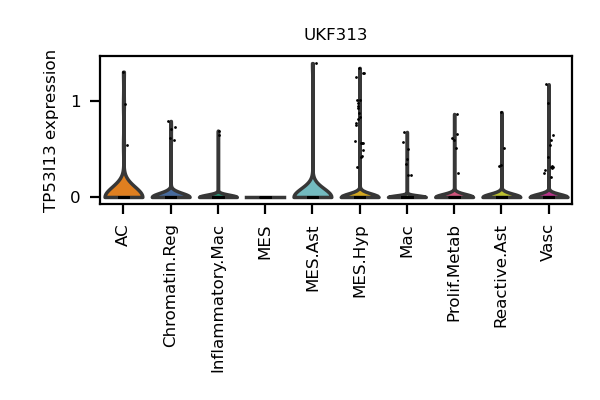 UKF313
TP53I13 expression
1
0
AC
Chromatin.Reg
Inflammatory.Mac
MES
MES.Ast
MES.Hyp
Mac
Prolif.Metab
Reactive.Ast
Vasc